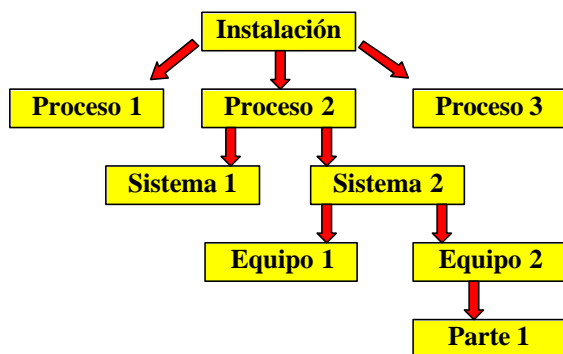 Instalación
Proceso 1
Proceso 2
Proceso 3
Sistema 1
Sistema 2
Equipo 1
Equipo 2
Parte 1